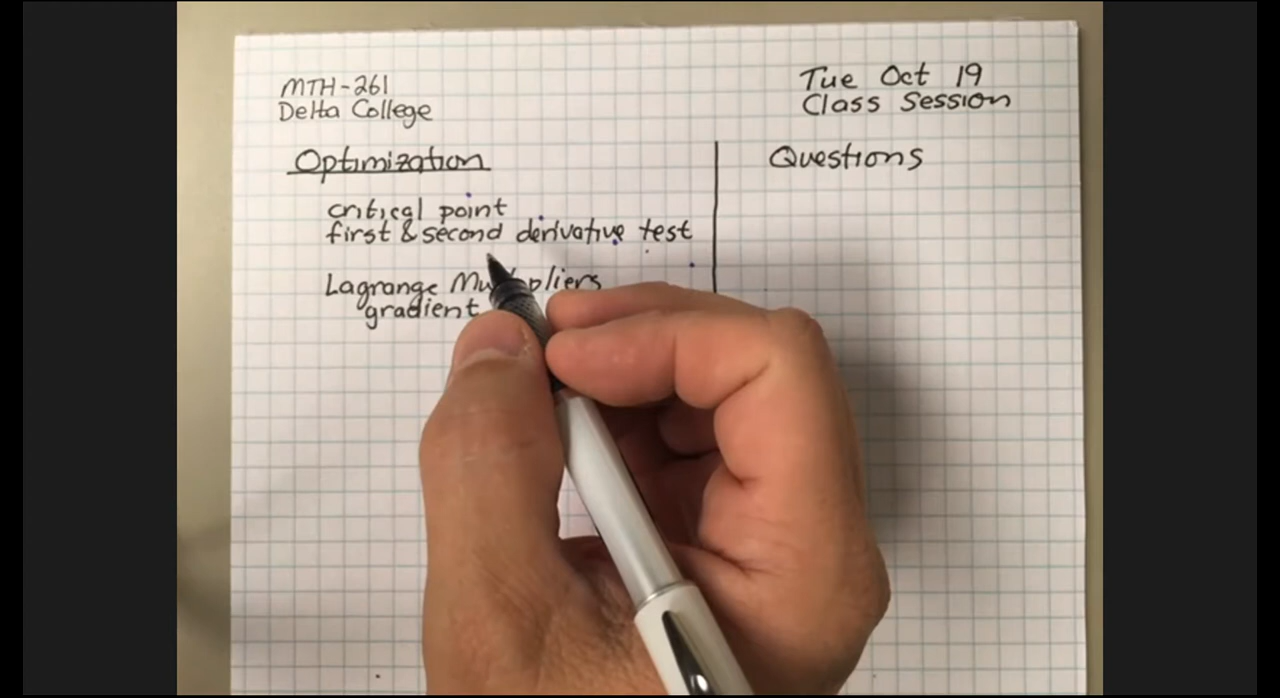 MTH-261
Delta College
Tue Oct 19
Class Session
Optimization
critical point
first & second derivative test
Lagrange Multipliers
gradient
Questions